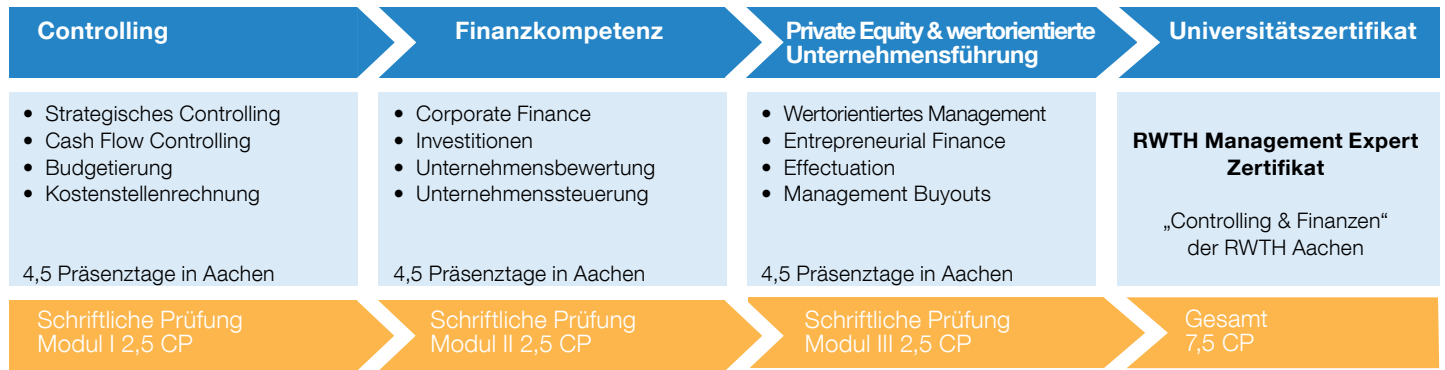 Controlling
Finanzkompetenz
Private Equity & wertorientierte
Unternehmensführung
Universitätszertifikat
• Strategisches Controlling
• Cash Flow Controlling
• Budgetierung
• Kostenstellenrechnung
4,5 Präsenztage in Aachen
• Corporate Finance
• Investitionen
• Unternehmensbewertung
• Unternehmenssteuerung
4,5 Präsenztage in Aachen
• Wertorientiertes Management
• Entrepreneurial Finance
• Effectuation
• Management Buyouts
4,5 Präsenztage in Aachen
RWTH Management Expert
Zertifikat
„Controlling & Finanzen“
der RWTH Aachen
Schriftliche Prüfung
Modul I 2,5 CP
Schriftliche Prüfung
Modul II 2,5 CP
Schriftliche Prüfung
Modul III 2,5 CP
Gesamt
7,5 CP